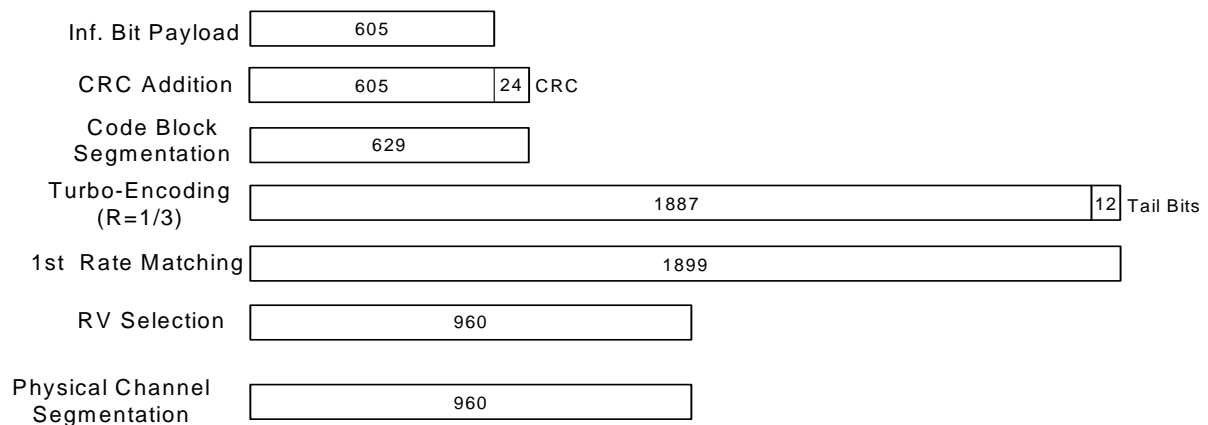 Inf. Bit Payload 605
CRC Addition 605 24 CRC
Code Block
Segmentation 629
Turbo-Encoding
(R=1/3) 1887 12 Tail Bits
1st Rate Matching 1899
RV Selection 960
Physical Channel
Segmentation 960